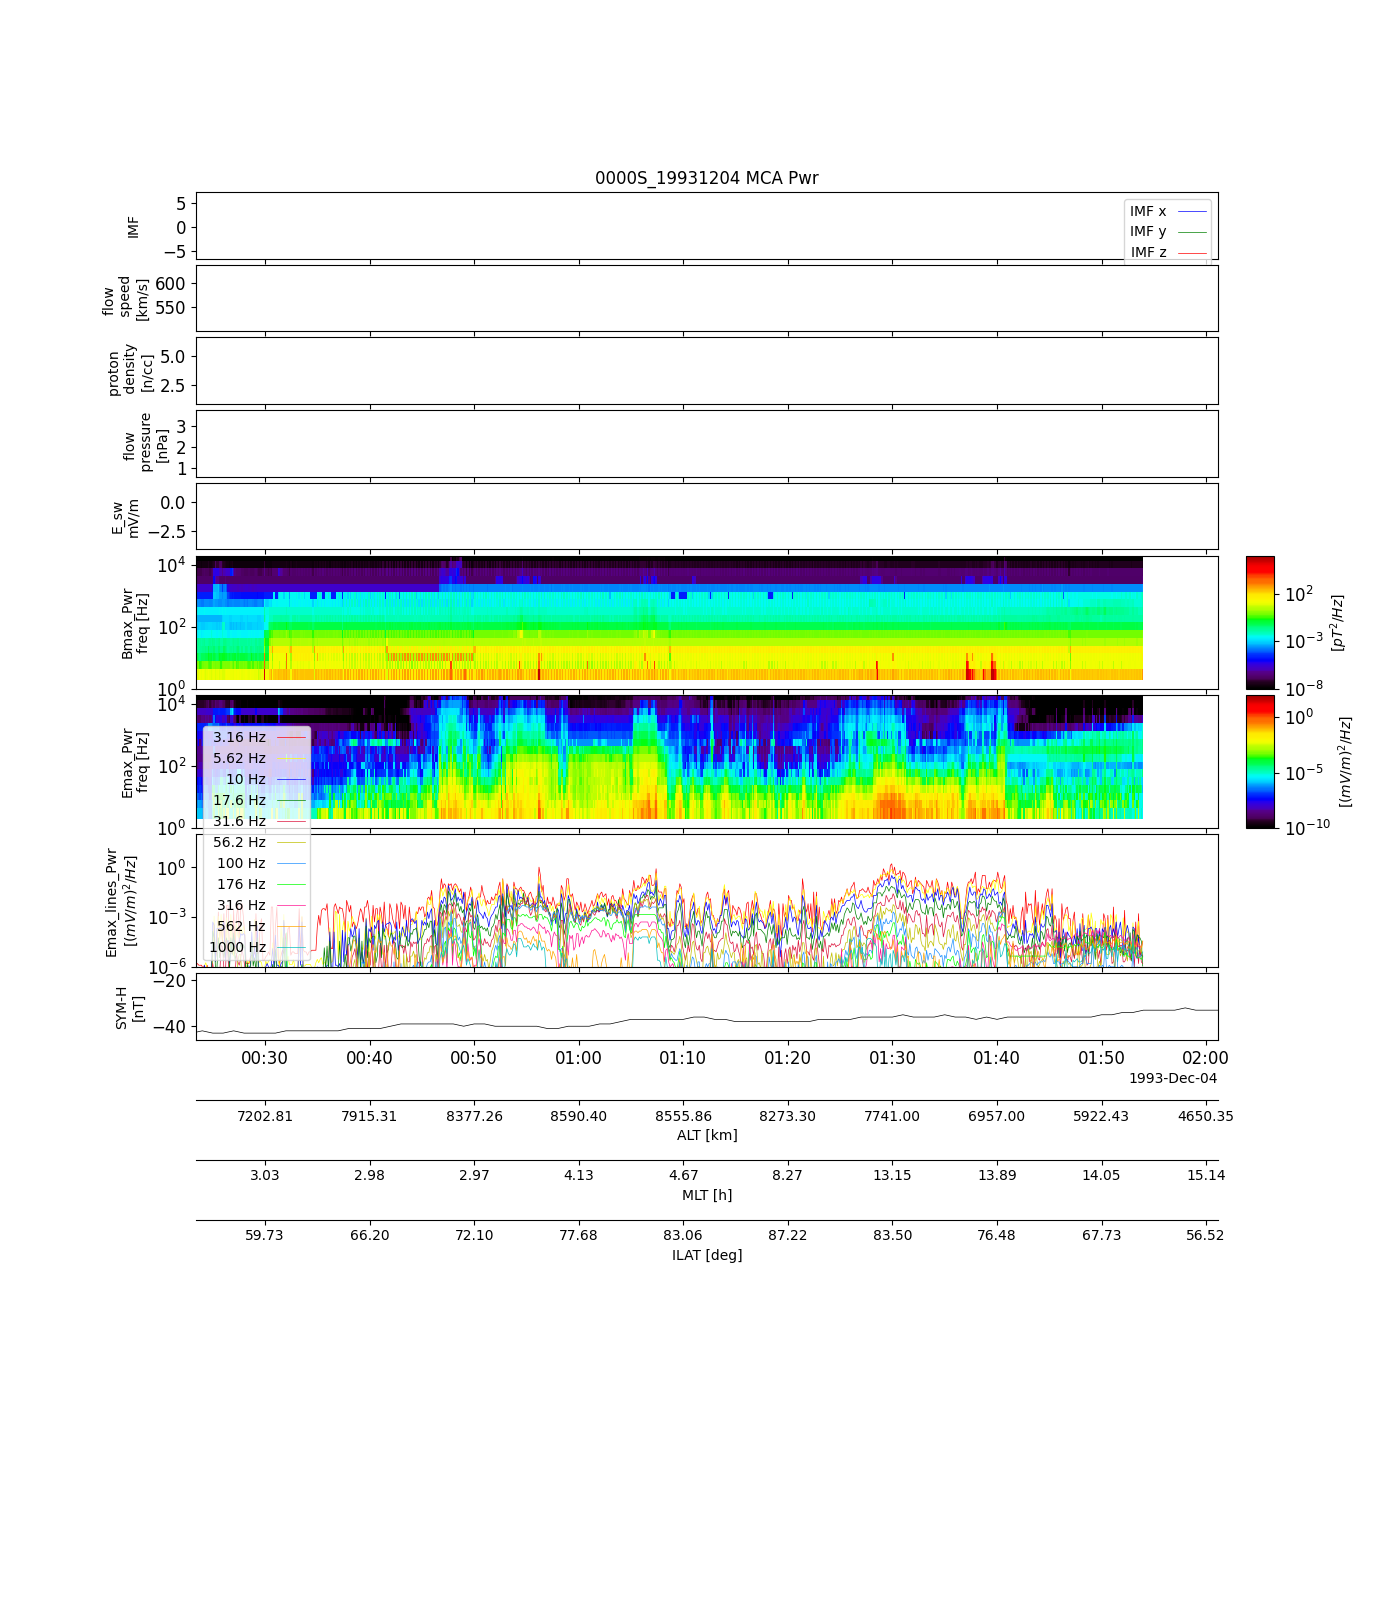 0000S_19931204 MCA Pwr
5
0
−5
IMF
IMF x
IMF y
IMF z
600
550
flow
speed
[km/s]
5.0
2.5
proton
density
[n/cc]
3
2
1
flow
pressure
[nPa]
0.0
−2.5
E_sw
mV/m
10^4
10^2
10^0
Bmax_Pwr
freq [Hz]
10^2
10^−3
10^−8
[pT^2/Hz]
10^4
10^2
10^0
Emax_Pwr
freq [Hz]
10^0
10^−5
10^−10
[(mV/m)^2/Hz]
3.16 Hz
5.62 Hz
10 Hz
17.6 Hz
31.6 Hz
56.2 Hz
100 Hz
176 Hz
316 Hz
562 Hz
1000 Hz
10^0
10^−3
10^−6
Emax_lines_Pwr
[(mV/m)^2/Hz]
−20
−40
SYM-H
[nT]
00:30 00:40 00:50 01:00 01:10 01:20 01:30 01:40 01:50 02:00
1993-Dec-04
7202.81 7915.31 8377.26 8590.40 8555.86 8273.30 7741.00 6957.00 5922.43 4650.35
ALT [km]
3.03 2.98 2.97 4.13 4.67 8.27 13.15 13.89 14.05 15.14
MLT [h]
59.73 66.20 72.10 77.68 83.06 87.22 83.50 76.48 67.73 56.52
ILAT [deg]